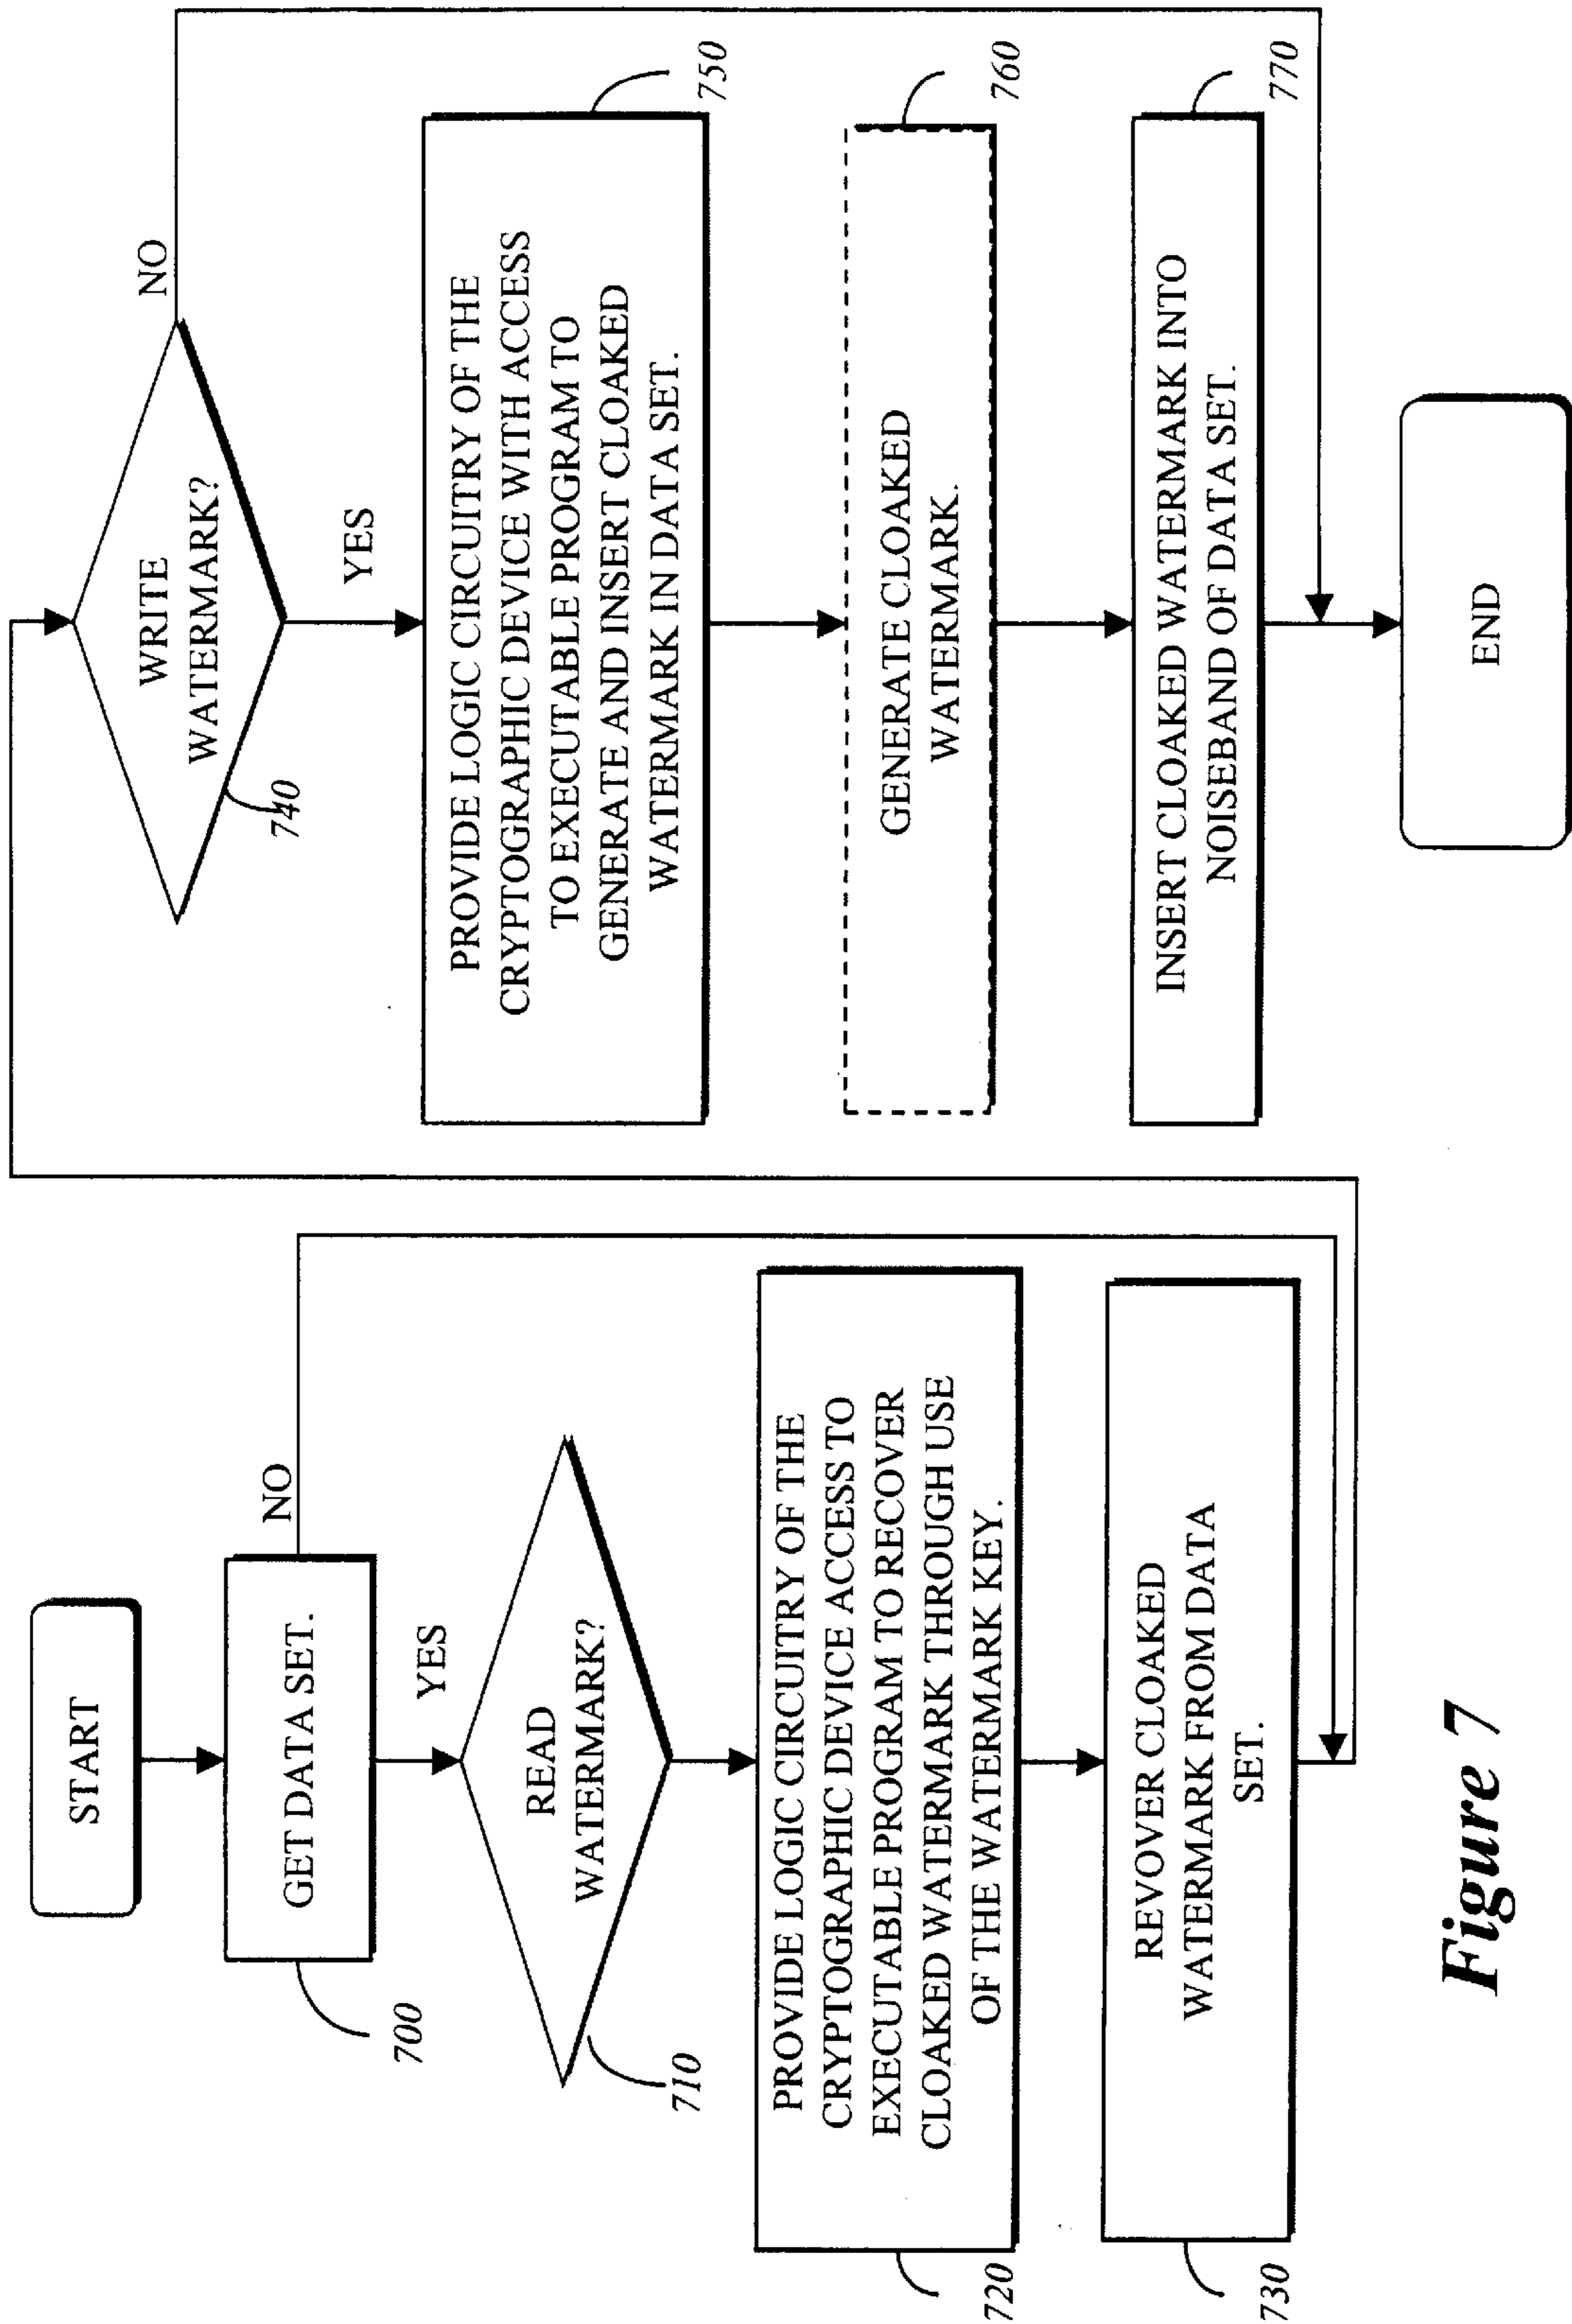 START
GET DATA SET.
700
NO
YES
READ
WATERMARK?
710
PROVIDE LOGIC CIRCUITRY OF THE
CRYPTOGRAPHIC DEVICE ACCESS TO
EXECUTABLE PROGRAM TO RECOVER
CLOAKED WATERMARK THROUGH USE
OF THE WATERMARK KEY.
720
REVOVER CLOAKED
WATERMARK FROM DATA
SET.
730
WRITE
WATERMARK?
740
NO
YES
PROVIDE LOGIC CIRCUITRY OF THE
CRYPTOGRAPHIC DEVICE WITH ACCESS
TO EXECUTABLE PROGRAM TO
GENERATE AND INSERT CLOAKED
WATERMARK IN DATA SET.
750
GENERATE CLOAKED
WATERMARK.
760
INSERT CLOAKED WATERMARK INTO
NOISEBAND OF DATA SET.
770
END
Figure 7